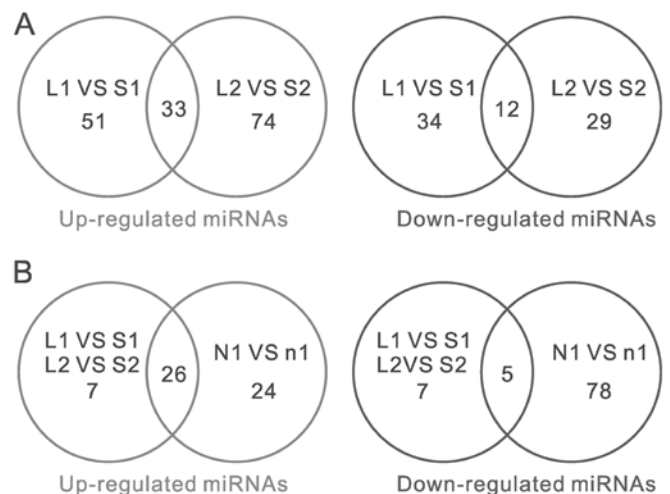 A
L1 VS S1
51
33
L2 VS S2
74
Up-regulated miRNAs
L1 VS S1
34
12
L2 VS S2
29
Down-regulated miRNAs
B
L1 VS S1
L2 VS S2
7
26
N1 VS n1
24
Up-regulated miRNAs
L1 VS S1
L2VS S2
7
5
N1 VS n1
78
Down-regulated miRNAs